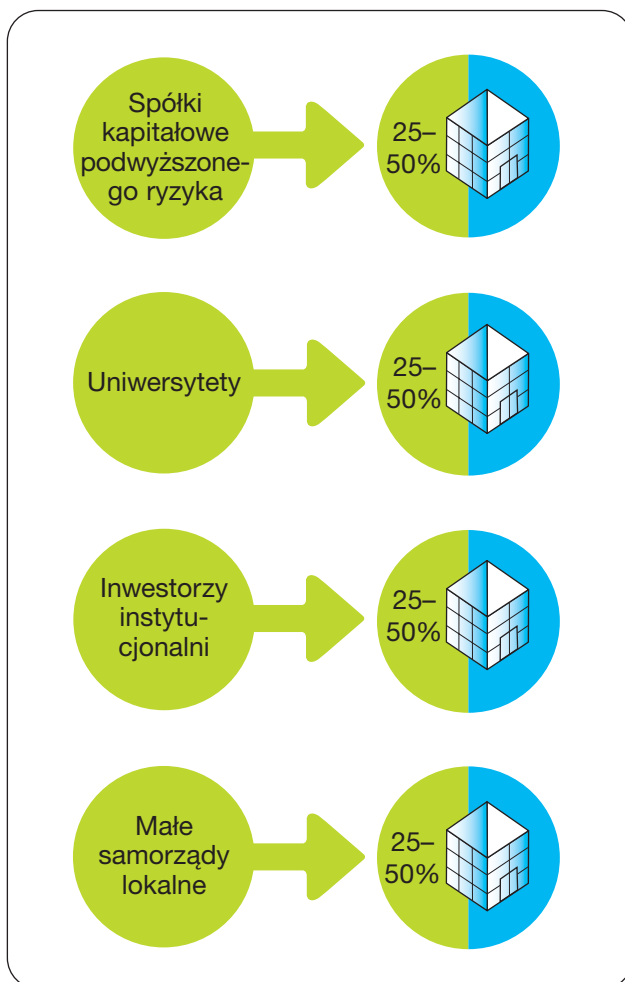 Spółki
kapitałowe
podwyższone-
go ryzyka
25–
50%
Uniwersytety
25–
50%
Inwestorzy
instytu-
cjonalni
25–
50%
Małe
samorządy
lokalne
25–
50%